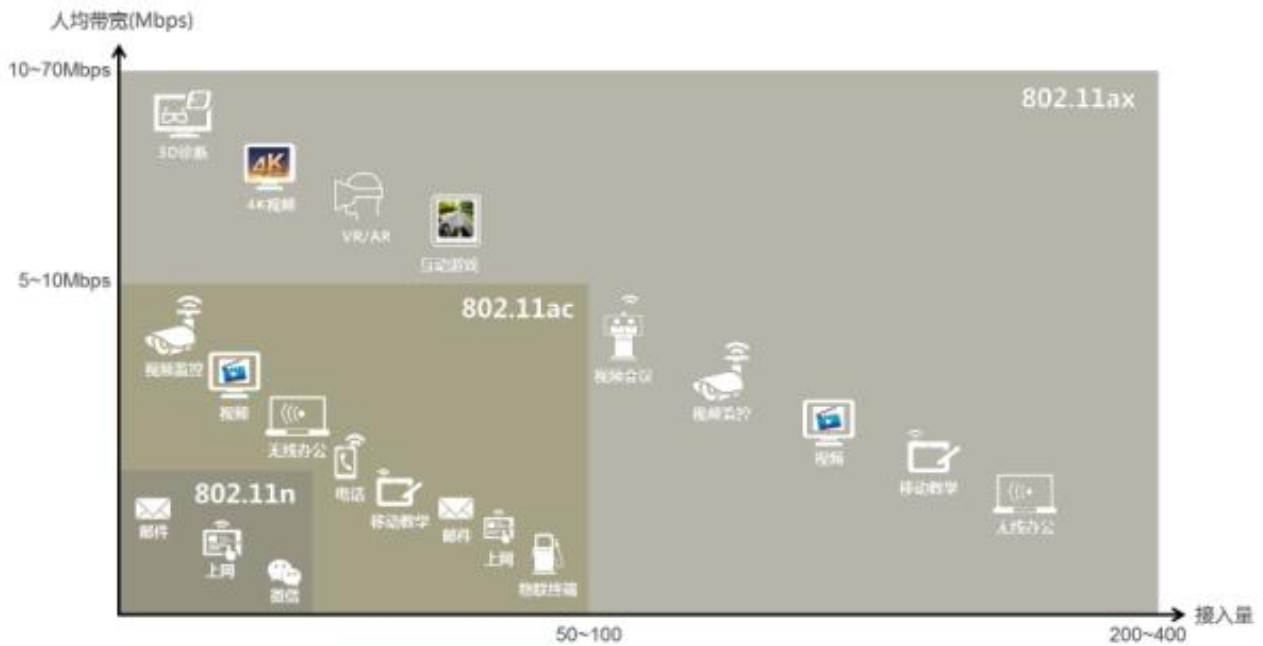 人均带宽(Mbps)
10~70Mbps
802.11ax
3D诊断
4K
4K视频
VR/AR
互动游戏
5~10Mbps
802.11ac
视频监控
视频
无线办公
电话
移动教学
邮件
上网
物联终端
视频会议
视频监控
视频
移动教学
无线办公
802.11n
邮件
上网
微信
接入量
50~100
200~400